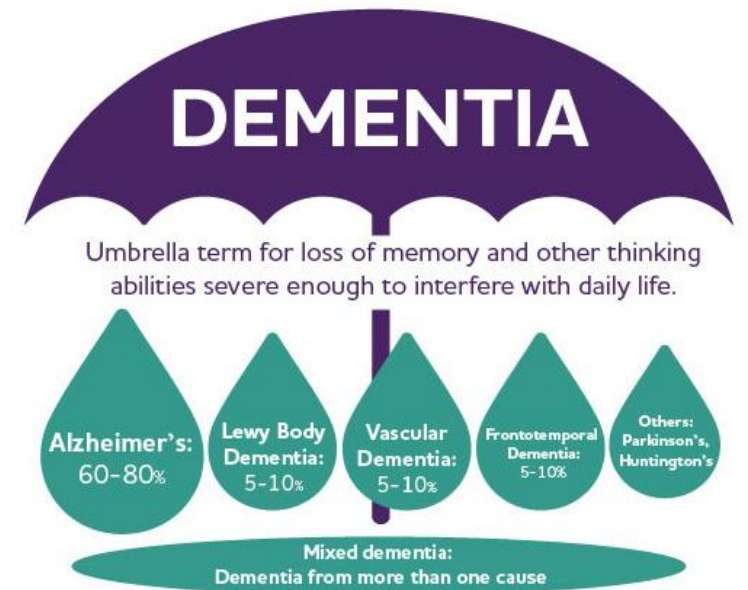 DEMENTIA
Umbrella term for loss of memory and other thinking
abilities severe enough to interfere with daily life.
Alzheimer's:
60-80%
Lewy Body
Dementia:
5-10%
Vascular
Dementia:
5-10%
Frontotemporal
Dementia:
5-10%
Others:
Parkinson's,
Huntington's
Mixed dementia:
Dementia from more than one cause